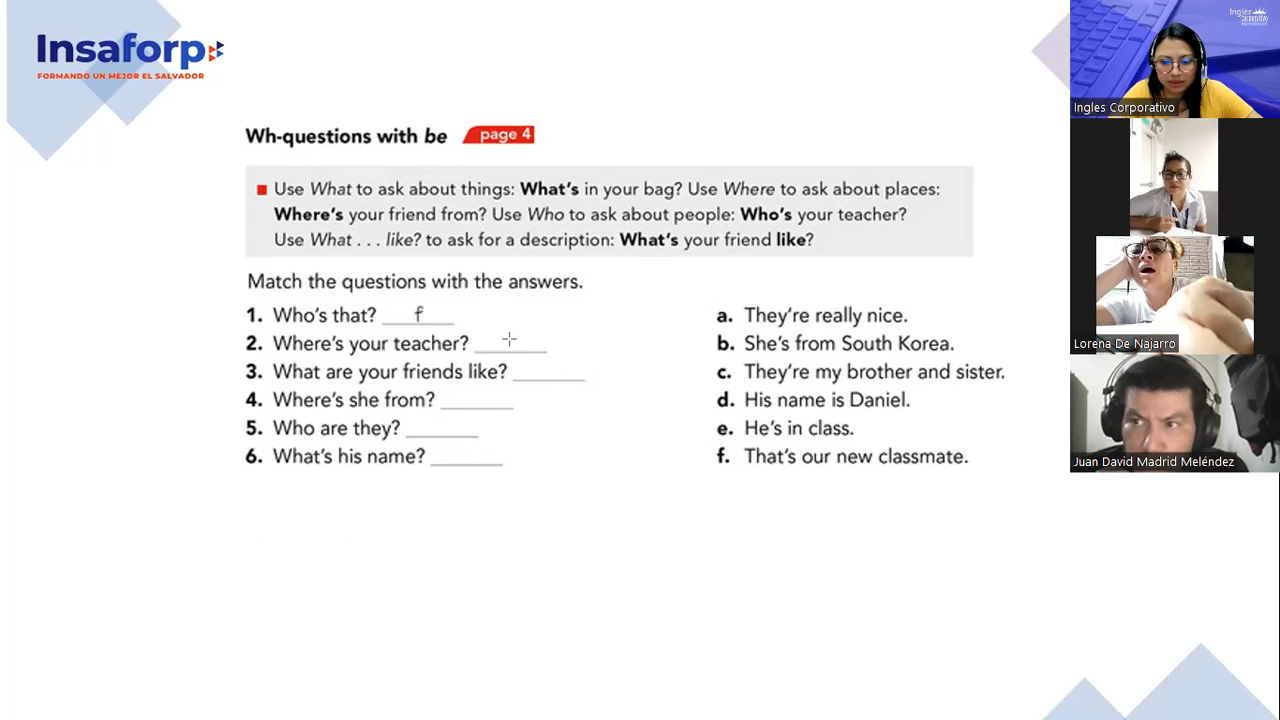 Insaforp
FORMANDO UN MEJOR EL SALVADOR
Wh-questions with be page 4
Use What to ask about things: What's in your bag? Use Where to ask about places:
Where's your friend from? Use Who to ask about people: Who's your teacher?
Use What . . . like? to ask for a description: What's your friend like?
Match the questions with the answers.
1. Who's that? f
2. Where's your teacher?
3. What are your friends like?
4. Where's she from?
5. Who are they?
6. What's his name?
a. They're really nice.
b. She's from South Korea.
c. They're my brother and sister.
d. His name is Daniel.
e. He's in class.
f. That's our new classmate.
Ingles Corporativo
Lorena De Najarro
Juan David Madrid Meléndez